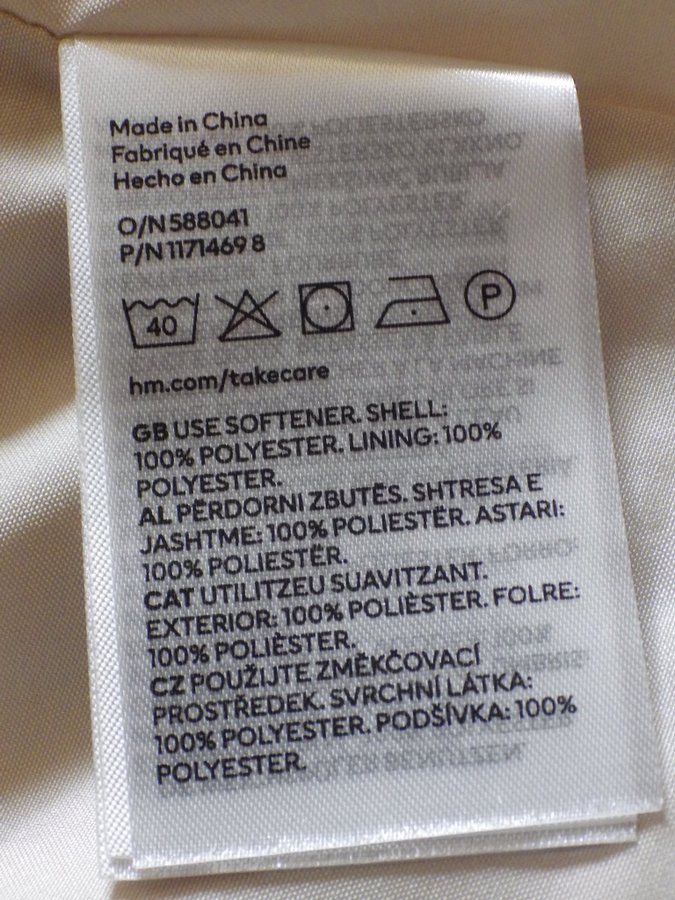 Made in China
Fabriqué en Chine
Hecho en China
O/N 588041
P/N 1171469 8
40
P
hm.com/takecare
GB USE SOFTENER. SHELL:
100% POLYESTER. LINING: 100%
POLYESTER.
AL PËRDORNI ZBUTËS. SHTRESA E
JASHTME: 100% POLIESTËR. ASTARI:
100% POLIESTËR.
CAT UTILITZEU SUAVITZANT.
EXTERIOR: 100% POLIÈSTER. FOLRE:
100% POLIÈSTER.
CZ POUŽIJTE ZMĚKČOVACÍ
PROSTŘEDEK. SVRCHNÍ LÁTKA:
100% POLYESTER. PODŠÍVKA: 100%
POLYESTER.